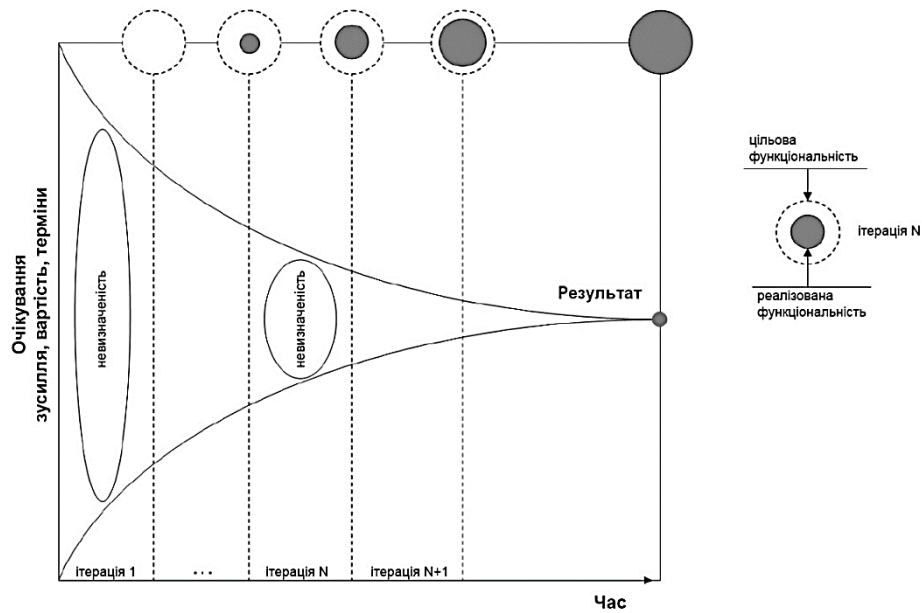 Очікування
зусилля, вартість, терміни
невизначеність
невизначеність
Результат
ітерація 1
...
ітерація N
ітерація N+1
Час
цільова
функціональність
ітерація N
реалізована
функціональність